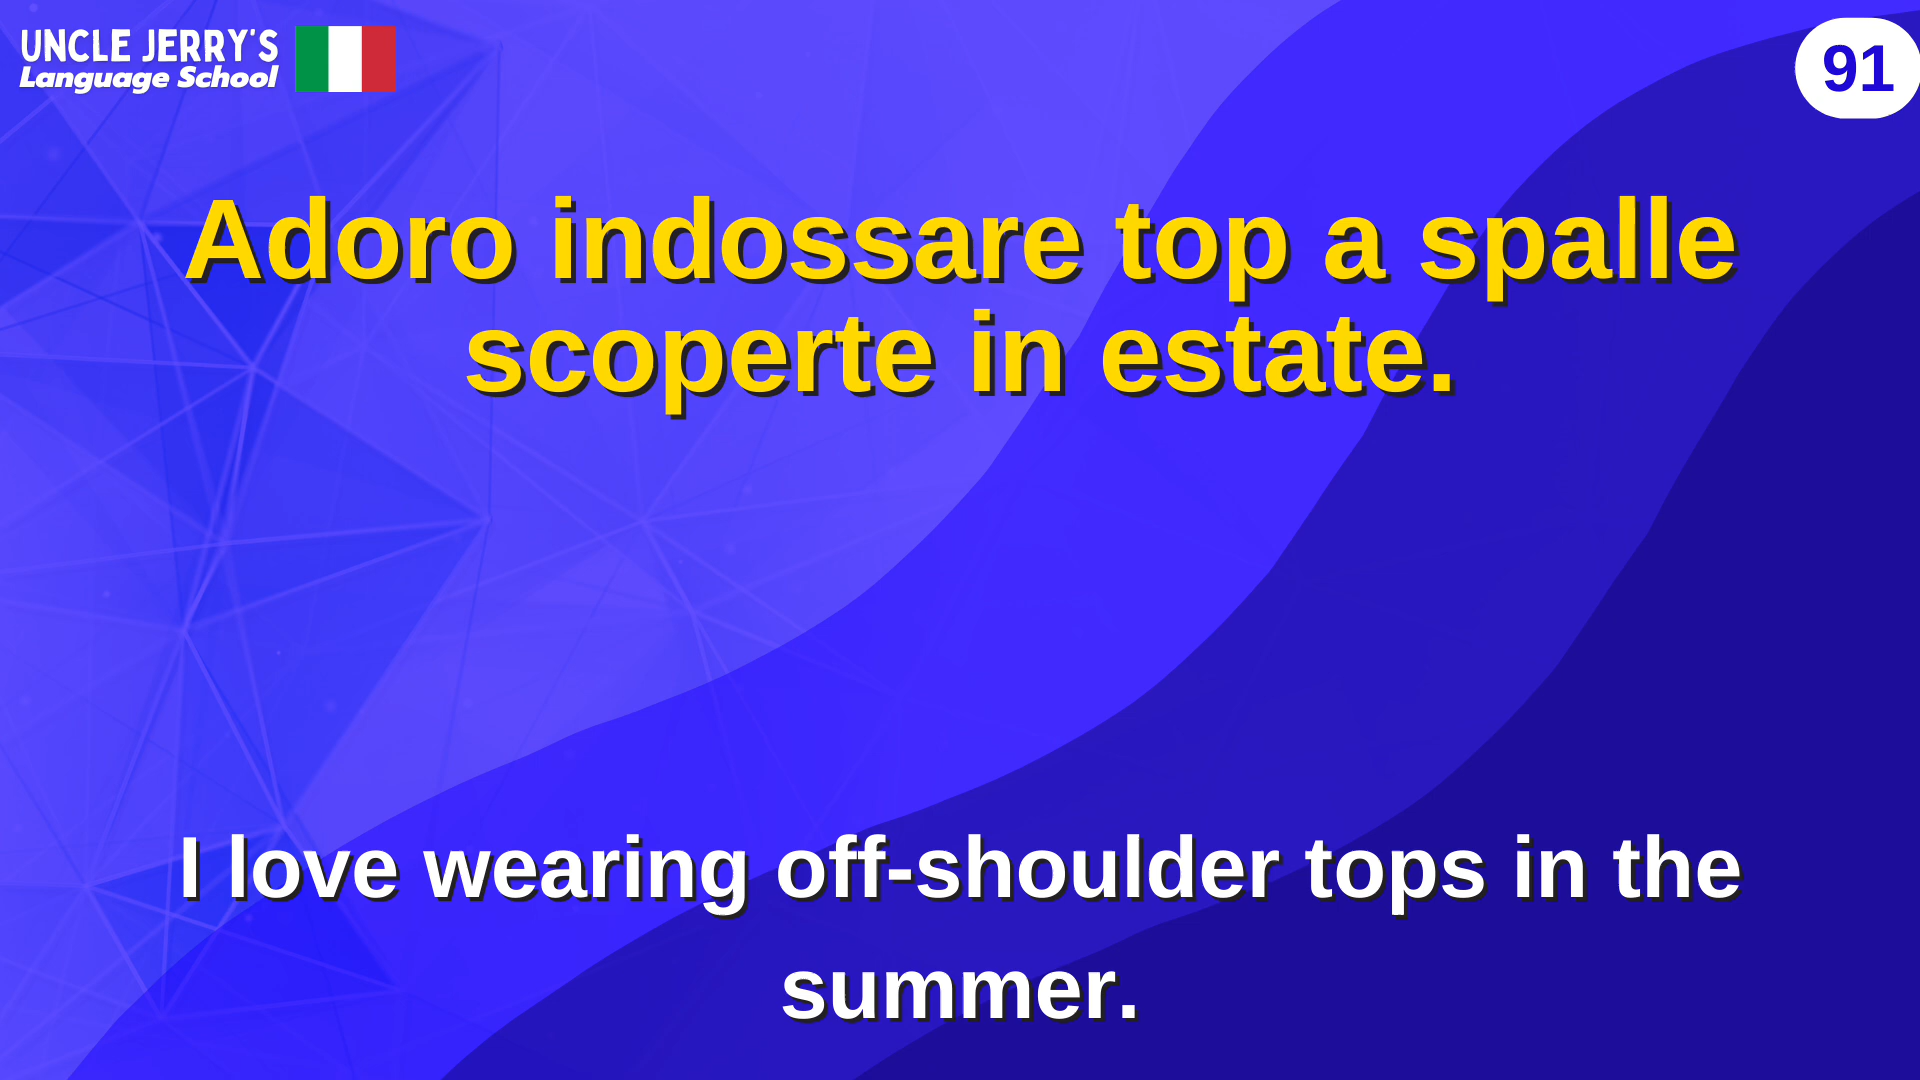 UNCLE JERRY'S
Language School
91
Adoro indossare top a spalle
scoperte in estate.
I love wearing off-shoulder tops in the
summer.